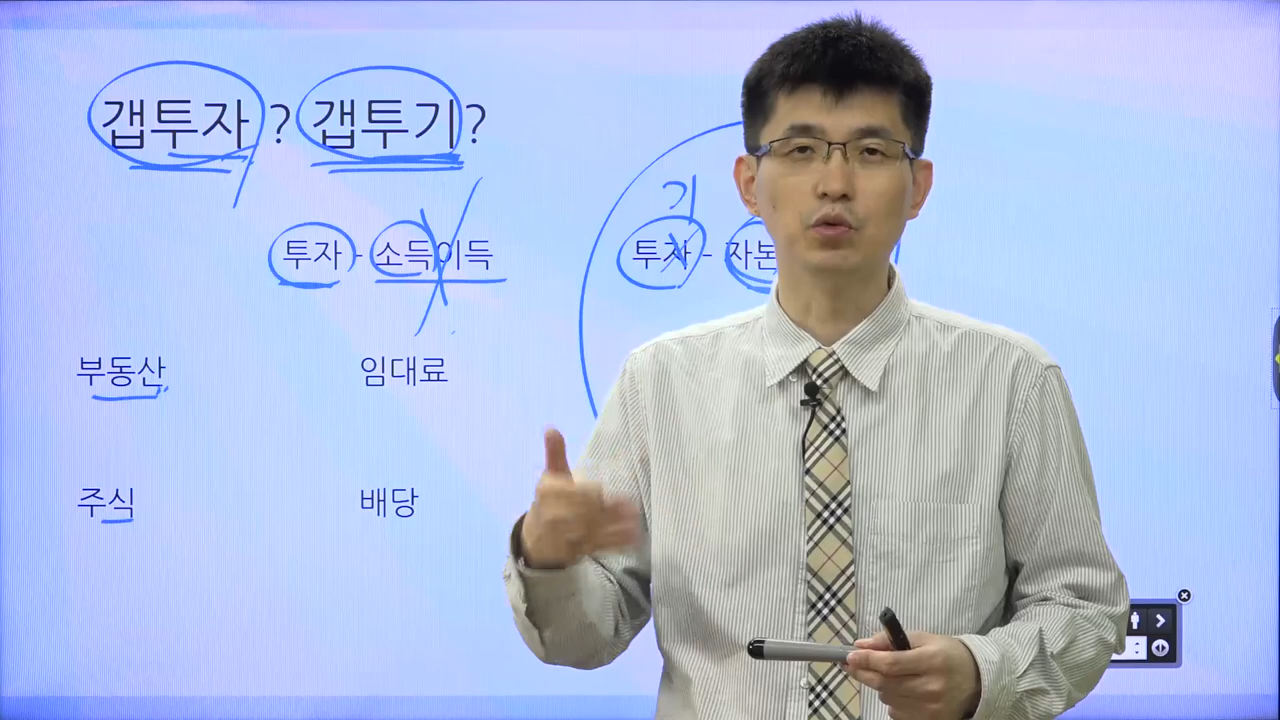 갭투자 ? 갭투기?
기
투자 - 소득이득 투자 - 자본
부동산 임대료
주식 배당